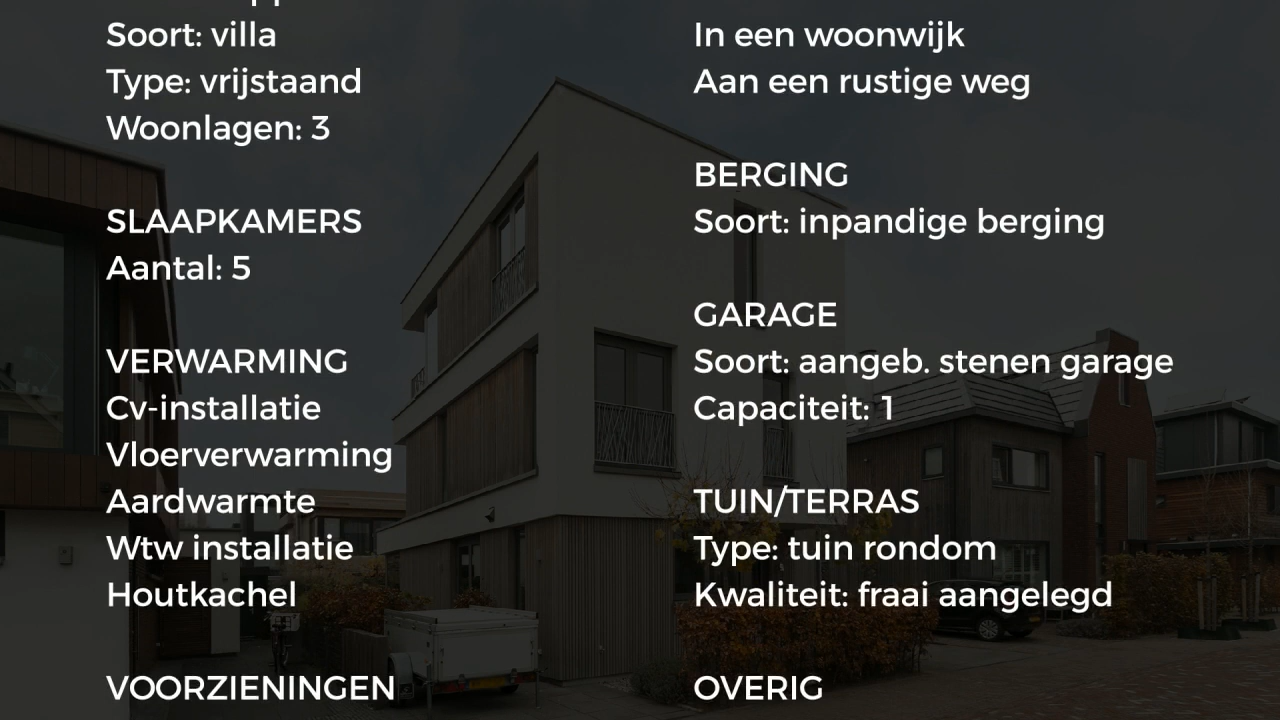 Soort: villa
Type: vrijstaand
Woonlagen: 3
SLAAPKAMERS
Aantal: 5
VERWARMING
Cv-installatie
Vloerverwarming
Aardwarmte
Wtw installatie
Houtkachel
VOORZIENINGEN
In een woonwijk
Aan een rustige weg
BERGING
Soort: inpandige berging
GARAGE
Soort: aangeb. stenen garage
Capaciteit: 1
TUIN/TERRAS
Type: tuin rondom
Kwaliteit: fraai aangelegd
OVERIG